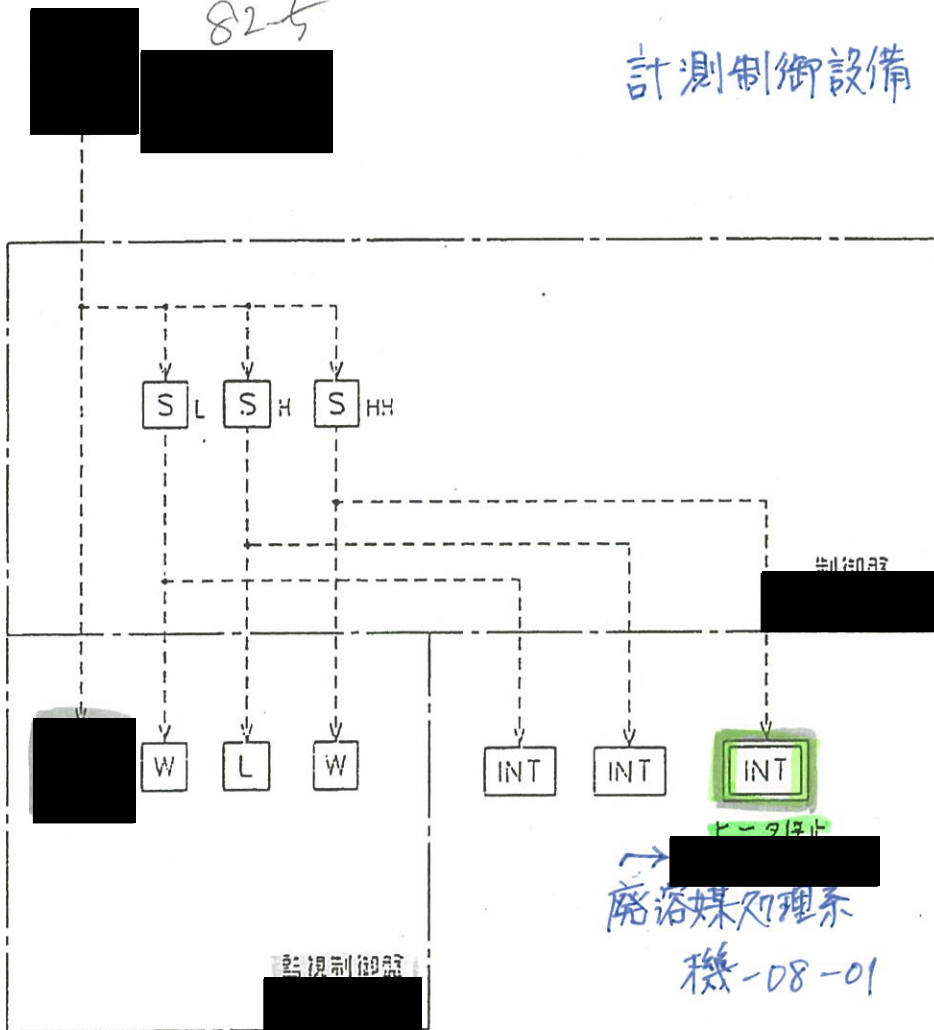 82-5
計測制御設備
S L S H S HH
制御盤
W L W INT INT INT
ヒータ停止
→
廃溶媒処理系
機-08-01
監視制御盤